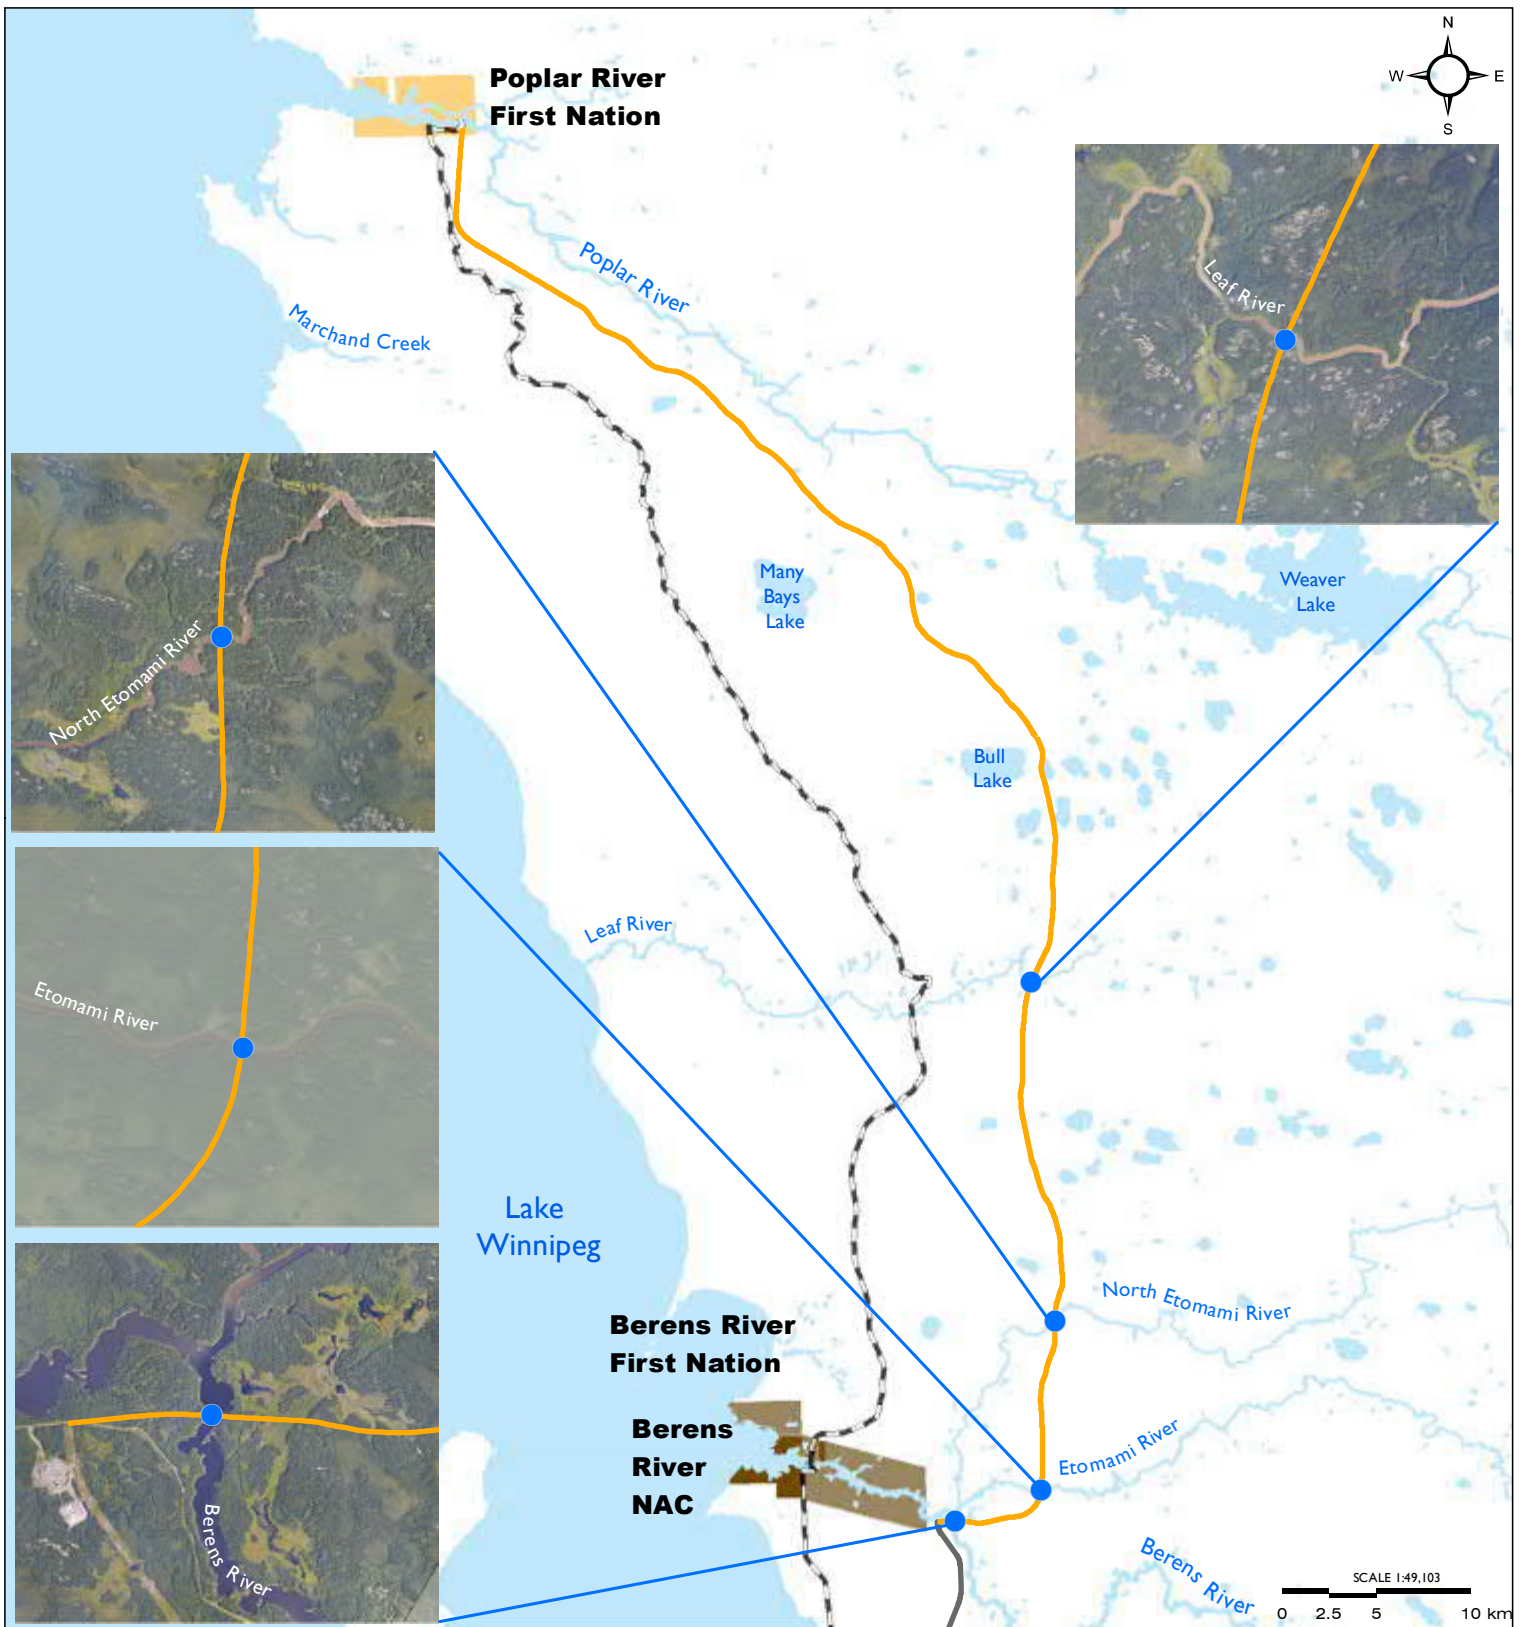 N
W E
S
Poplar River
First Nation
Poplar River
Marchand Creek
Leaf River
North Etomami River
Many
Bays
Lake
Weaver
Lake
Bull
Lake
Leaf River
Etomami River
Lake
Winnipeg
North Etomami River
Berens River
First Nation
Berens
River
NAC
Etomami River
Berens River
Berens River
SCALE 1:49,103
0 2.5 5 10 km